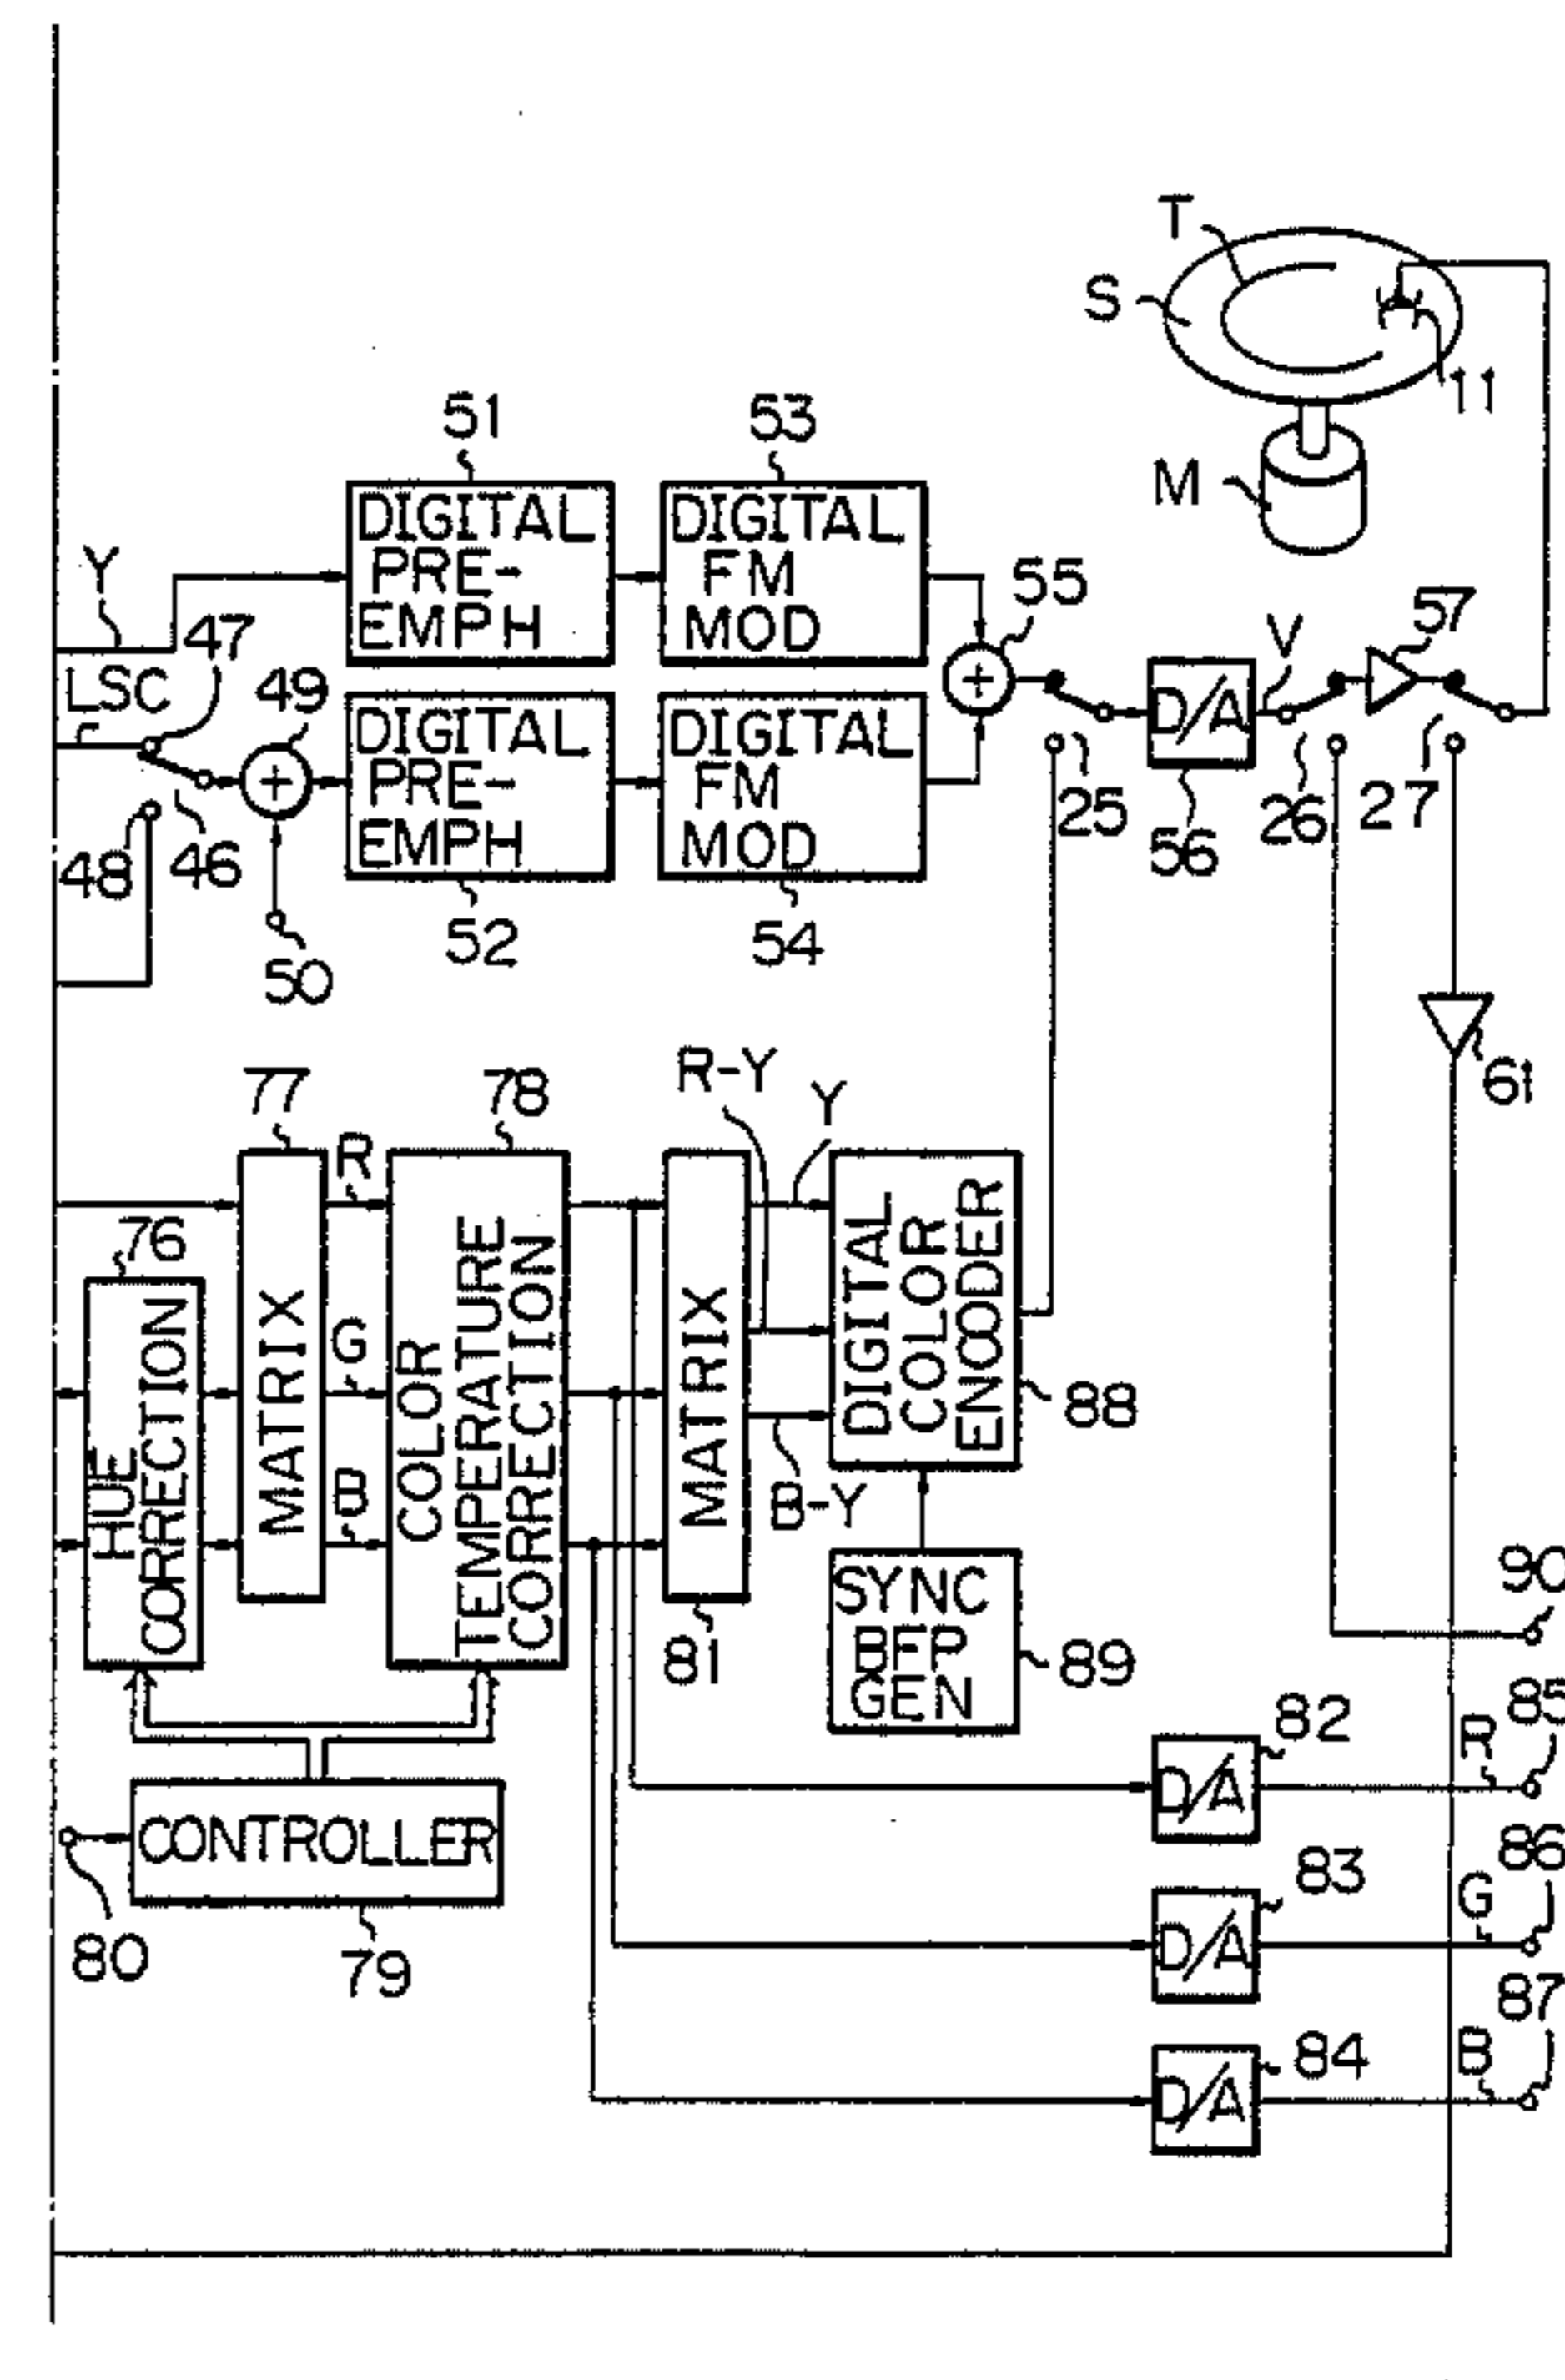 T
S
11
M
51
53
DIGITAL
PRE-
EMPH
DIGITAL
FM
MOD
55
57
Y
47
LSC
49
V
DIGITAL
PRE-
EMPH
DIGITAL
FM
MOD
D/A
25
56
26
27
48
46
50
52
54
61
77
78
R-Y
Y
R
76
G
B
HUE
CORRECTION
MATRIX
COLOR
TEMPERATURE
CORRECTION
MATRIX
DIGITAL
COLOR
ENCODER
88
B-Y
81
SYNC
BFP
GEN
89
90
82
R
85
D/A
CONTROLLER
80
79
83
G
86
D/A
84
B
87
D/A